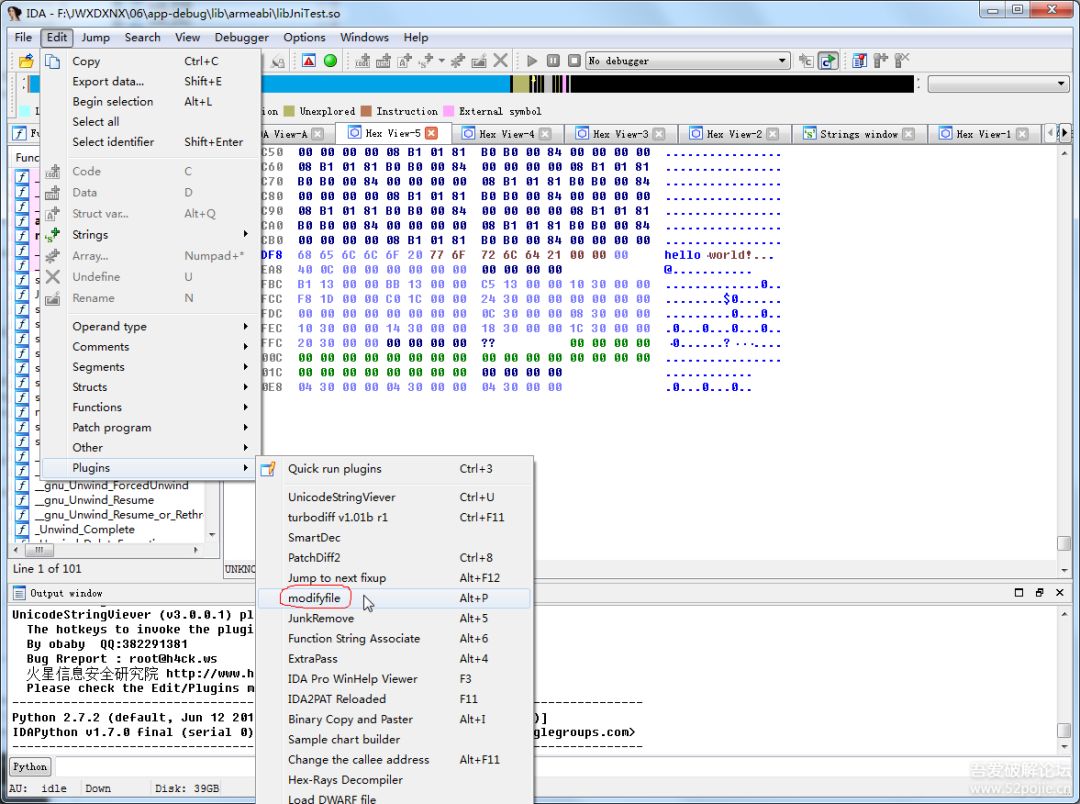 IDA - F:\JWXDXNX\06\app-debug\lib\armeabi\libJniTest.so
File Edit Jump Search View Debugger Options Windows Help
No debugger
Unexplored Instruction External symbol
A View-A Hex View-5 Hex View-4 Hex View-3 Hex View-2 Strings window Hex View-1
Copy Ctrl+C
Export data... Shift+E
Begin selection Alt+L
Select all
Select identifier Shift+Enter
Code C
Data D
Struct var... Alt+Q
Strings
Array... Numpad+*
Undefine U
Rename N
Operand type
Comments
Segments
Structs
Functions
Patch program
Other
Plugins
Func
C50 00 00 00 00 08 B1 01 81 B0 B0 00 84 00 00 00 00 ................
C60 08 B1 01 81 B0 B0 00 84 00 00 00 00 08 B1 01 81 ................
C70 B0 B0 00 84 00 00 00 00 08 B1 01 81 B0 B0 00 84 ................
C80 00 00 00 00 08 B1 01 81 B0 B0 00 84 00 00 00 00 ................
C90 08 B1 01 81 B0 B0 00 84 00 00 00 00 08 B1 01 81 ................
CA0 B0 B0 00 84 00 00 00 00 08 B1 01 81 B0 B0 00 84 ................
CB0 00 00 00 00 08 B1 01 81 B0 B0 00 84 00 00 00 84 ................
DF8 68 65 6C 6C 6F 20 77 6F 72 6C 64 21 00 00 00 hello world!...
EA8 40 0C 00 00 00 00 00 00 00 00 00 00 @...........
FBC B1 13 00 00 BB 13 00 00 C5 13 00 00 10 30 00 00 .............0..
FCC F8 1D 00 00 C0 1C 00 00 24 30 00 00 00 00 00 00 ........$0......
FDC 00 00 00 00 00 00 00 00 0C 30 00 00 08 30 00 00 .........0...0..
FEC 10 30 00 00 14 30 00 00 18 30 00 00 1C 30 00 00 .0...0...0...0..
FFC 20 30 00 00 00 00 00 00 ?? 00 00 00 00 .0......? ...
00C 00 00 00 00 00 00 00 00 00 00 00 00 00 00 00 00 ................
01C 00 00 00 00 00 00 00 00 00 00 00 00 ............
0E8 04 30 00 00 04 30 00 00 04 30 00 00 .0...0...0..
__gnu_Unwind_ForcedUnwind
__gnu_Unwind_Resume
__gnu_Unwind_Resume_or_Rethr
_Unwind_Complete
Line 1 of 101
UNKNO
Quick run plugins Ctrl+3
UnicodeStringViever Ctrl+U
turbodiff v1.01b r1 Ctrl+F11
SmartDec
PatchDiff2 Ctrl+8
Jump to next fixup Alt+F12
modifyfile Alt+P
JunkRemove Alt+5
Function String Associate Alt+6
ExtraPass Alt+4
IDA Pro WinHelp Viewer F3
IDA2PAT Reloaded F11
Binary Copy and Paster Alt+I
Sample chart builder
Change the callee address Alt+F11
Hex-Rays Decompiler
Load DWARF file
Output window
UnicodeStringViever (v3.0.0.1) pl
The hotkeys to invoke the plugi
By obaby QQ:382291381
Bug Rreport : root@h4ck.ws
火星信息安全研究院 http://www.h
Please check the Edit/Plugins m
Python 2.7.2 (default, Jun 12 201 )]
IDAPython v1.7.0 final (serial 0) glegroups.com>
Python
AU: idle Down Disk: 39GB
吾爱破解论坛
www.52pojie.cn